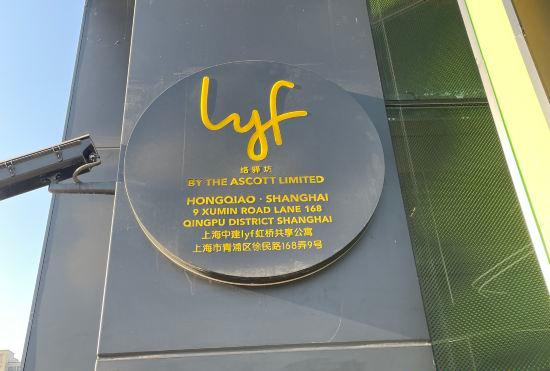 lyf
络驿坊
BY THE ASCOTT LIMITED
HONGQIAO · SHANGHAI
9 XUMIN ROAD LANE 168
QINGPU DISTRICT SHANGHAI
上海中建lyf虹桥共享公寓
上海市青浦区徐民路168弄9号